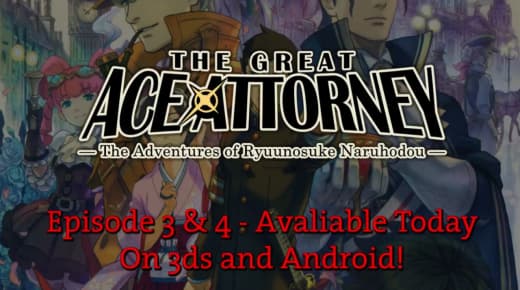 THE GREAT
ACE ATTORNEY
— The Adventures of Ryuunosuke Naruhodou —
Episode 3 & 4 - Avaliable Today
On 3ds and Android!